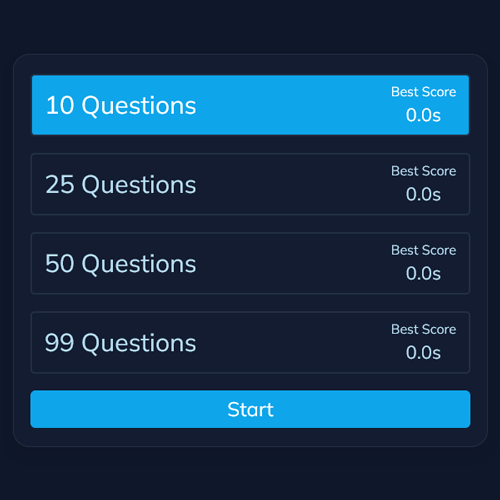 10 Questions
Best Score
0.0s
25 Questions
Best Score
0.0s
50 Questions
Best Score
0.0s
99 Questions
Best Score
0.0s
Start